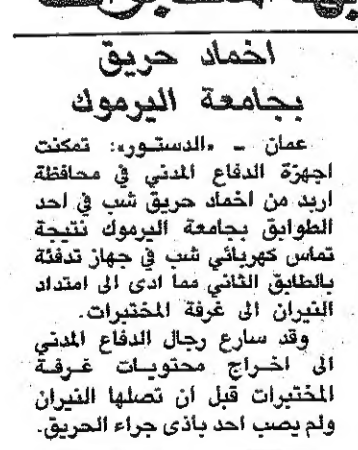 اخماد حريق
بجامعة اليرموك
عمان - «الدستور»: تمكنت
اجهزة الدفاع المدني في محافظة
اربد من اخماد حريق شب في احد
الطوابق بجامعة اليرموك نتيجة
تماس كهربائي شب في جهاز تدفئة
بالطابق الثاني مما ادى الى امتداد
النيران الى غرفة المختبرات.
وقد سارع رجال الدفاع المدني
الى اخراج محتويات غرفة
المختبرات قبل ان تصلها النيران
ولم يصب احد باذى جراء الحريق.